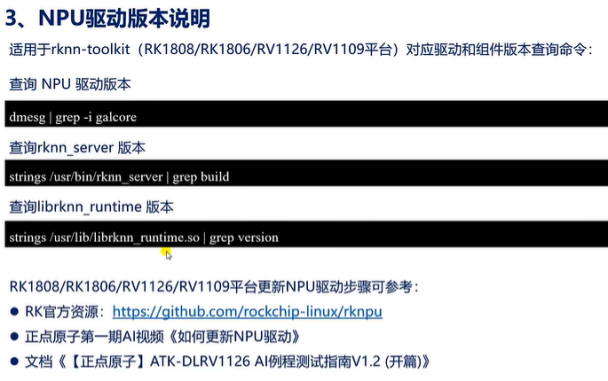 3、NPU驱动版本说明
适用于rknn-toolkit（RK1808/RK1806/RV1126/RV1109平台）对应驱动和组件版本查询命令：
查询 NPU 驱动版本
dmesg | grep -i galcore
查询rknn_server 版本
strings /usr/bin/rknn_server | grep build
查询librknn_runtime 版本
strings /usr/lib/librknn_runtime.so | grep version
RK1808/RK1806/RV1126/RV1109平台更新NPU驱动步骤可参考：
● RK官方资源：https://github.com/rockchip-linux/rknpu
● 正点原子第一期AI视频《如何更新NPU驱动》
● 文档《【正点原子】ATK-DLRV1126 AI例程测试指南V1.2 (开篇)》